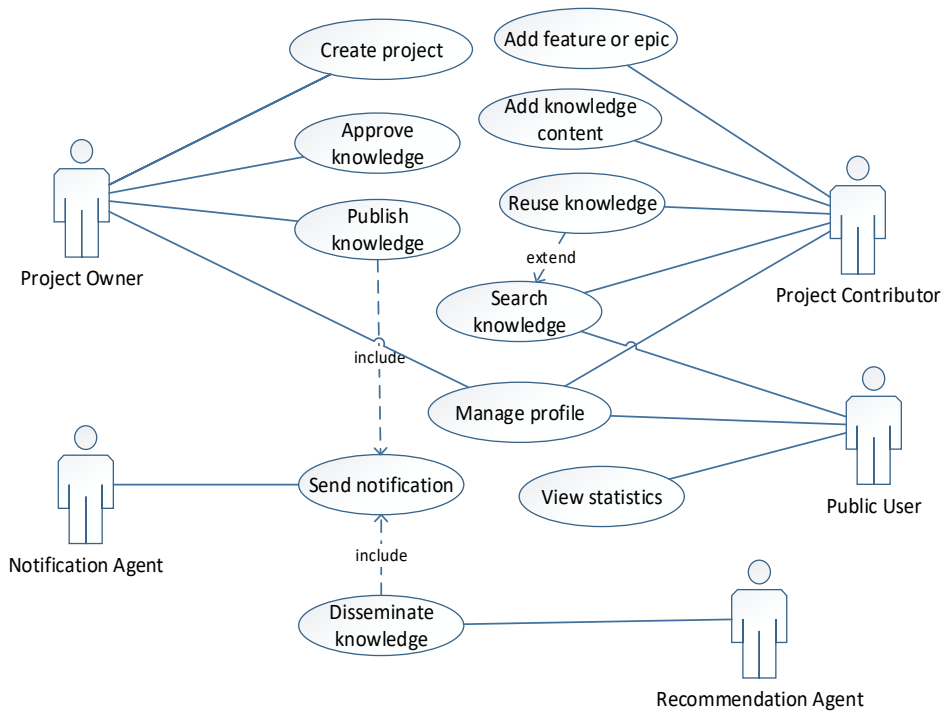 Create project
Add feature or epic
Add knowledge
content
Approve
knowledge
Reuse knowledge
Publish
knowledge
Project Owner
extend
Project Contributor
Search
knowledge
include
Manage profile
Send notification
View statistics
Public User
Notification Agent
include
Disseminate
knowledge
Recommendation Agent